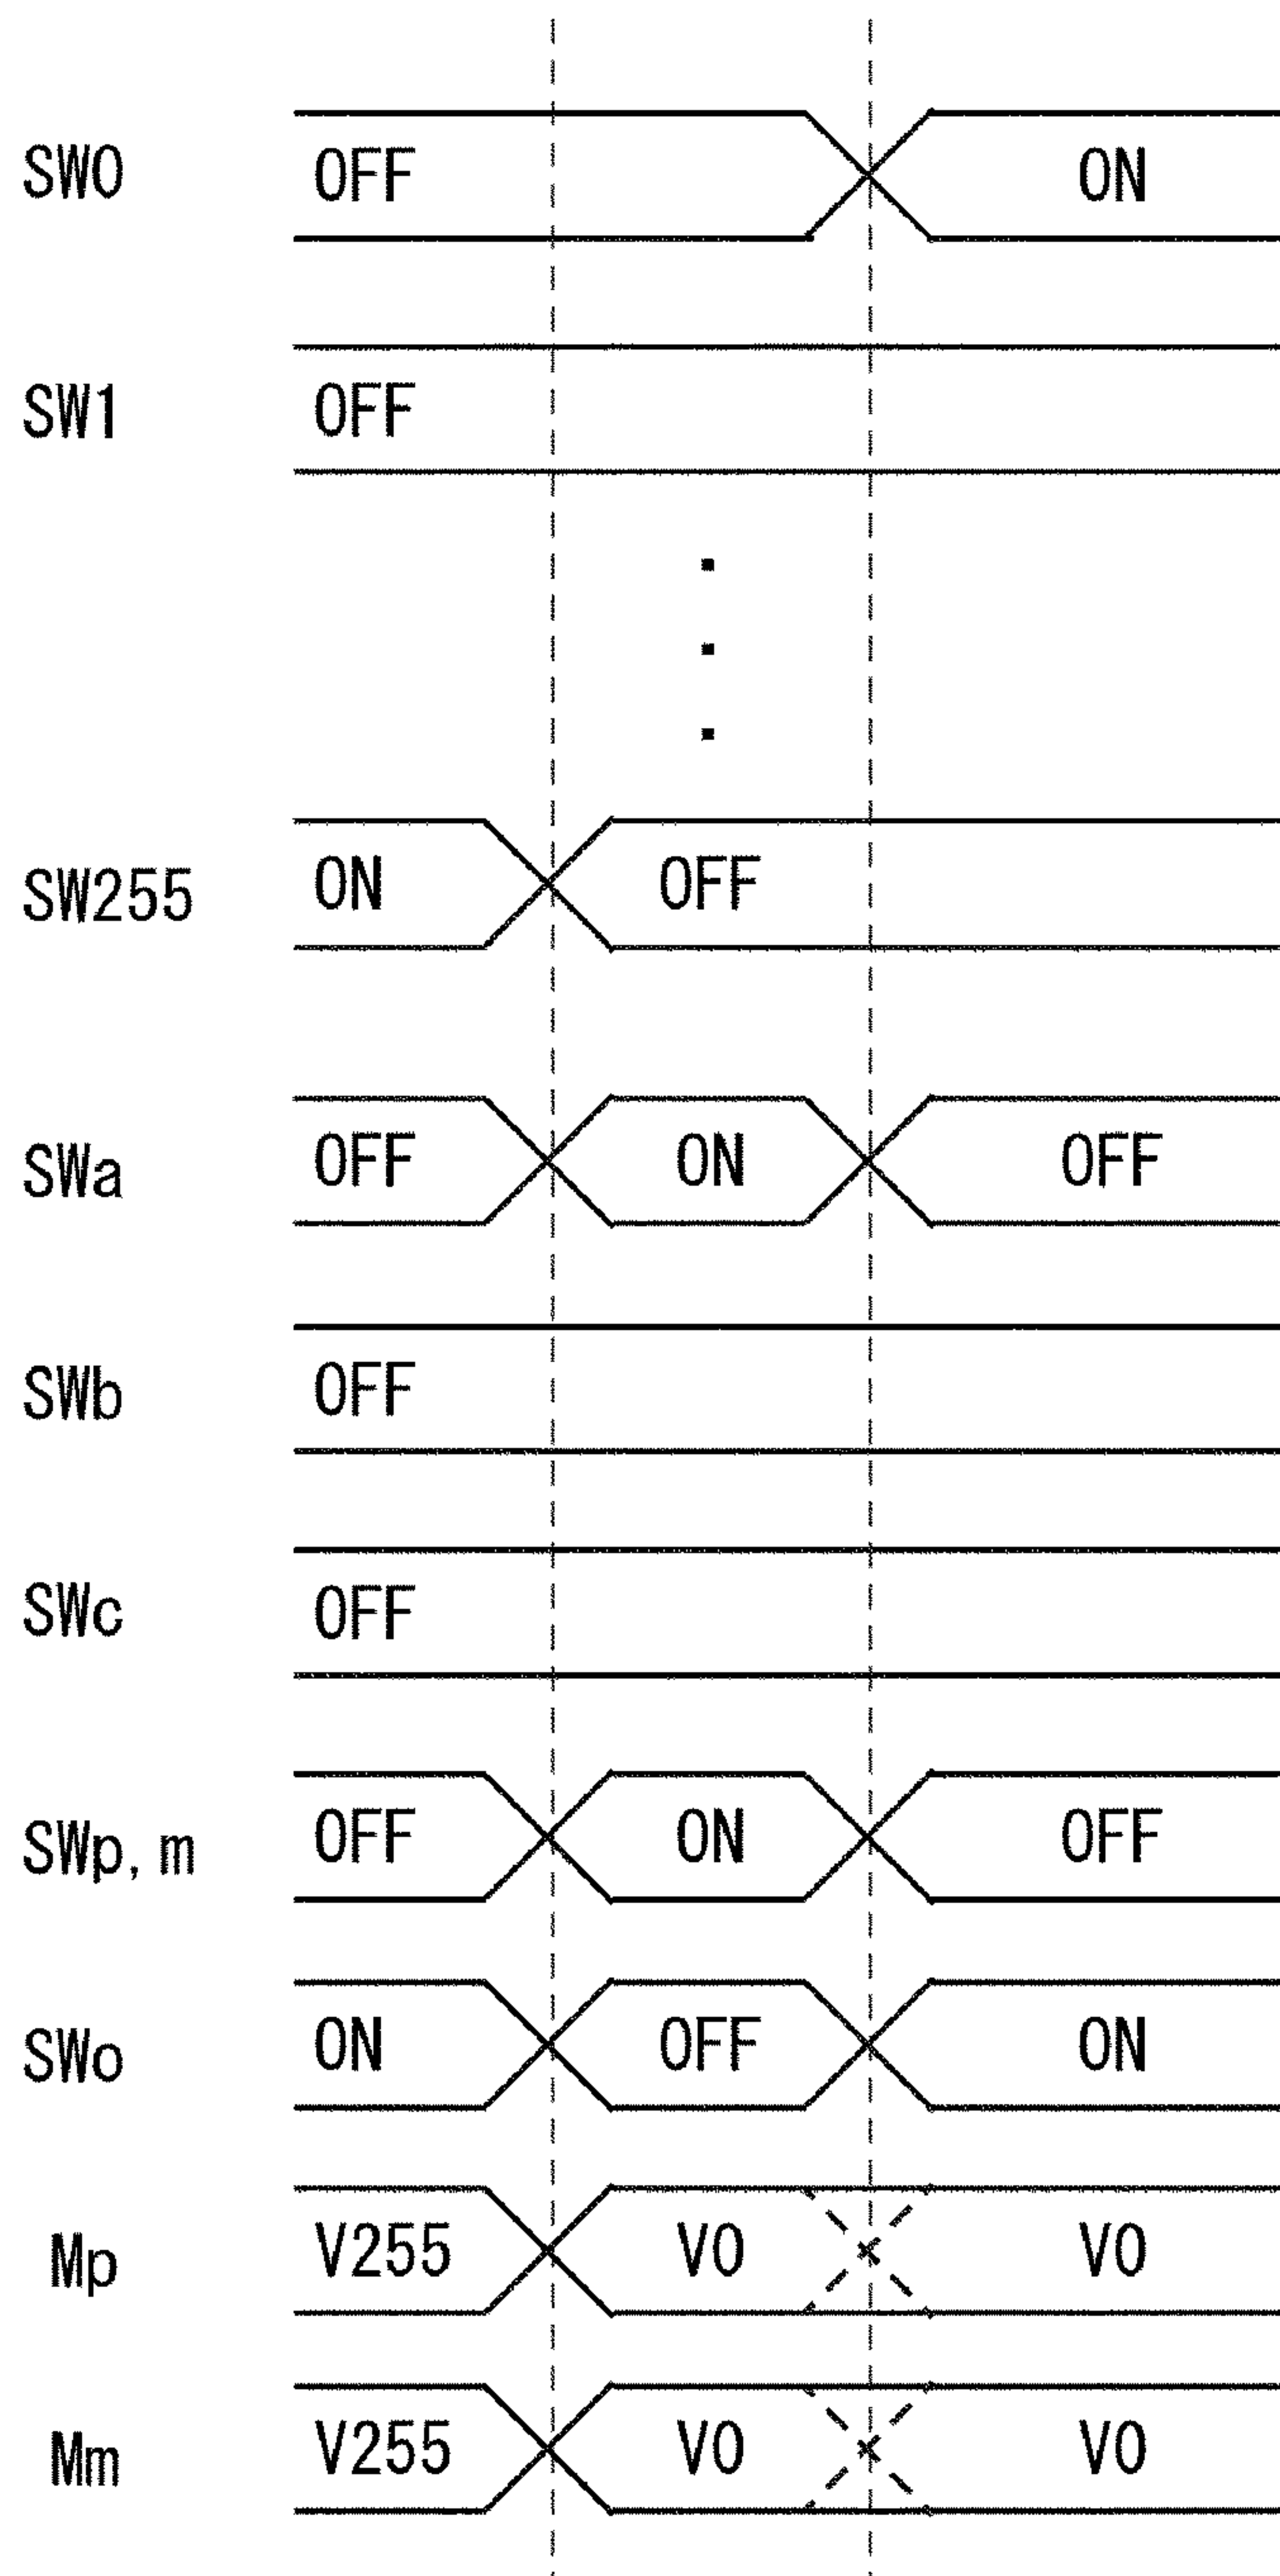 SW0 OFF ON
SW1 OFF
SW255 ON OFF
SWa OFF ON OFF
SWb OFF
SWc OFF
SWp, m OFF ON OFF
SWo ON OFF ON
Mp V255 V0 V0
Mm V255 V0 V0